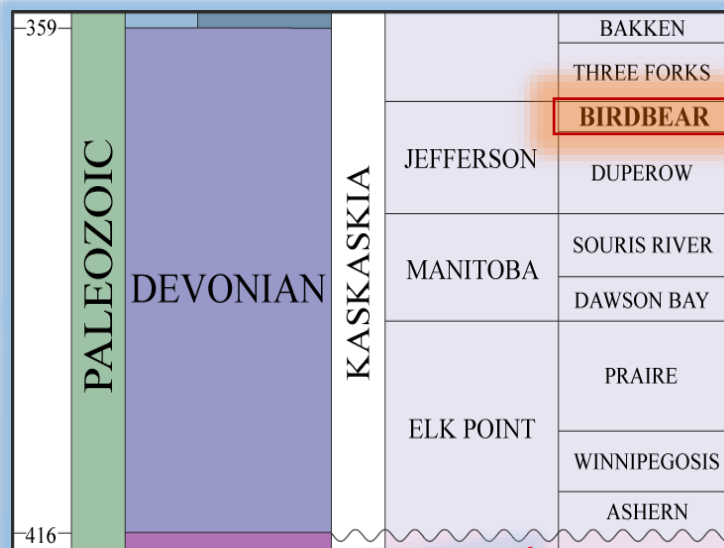 359
416
PALEOZOIC
DEVONIAN
KASKASKIA
JEFFERSON
MANITOBA
ELK POINT
BAKKEN
THREE FORKS
BIRDBEAR
DUPEROW
SOURIS RIVER
DAWSON BAY
PRAIRE
WINNIPEGOSIS
ASHERN